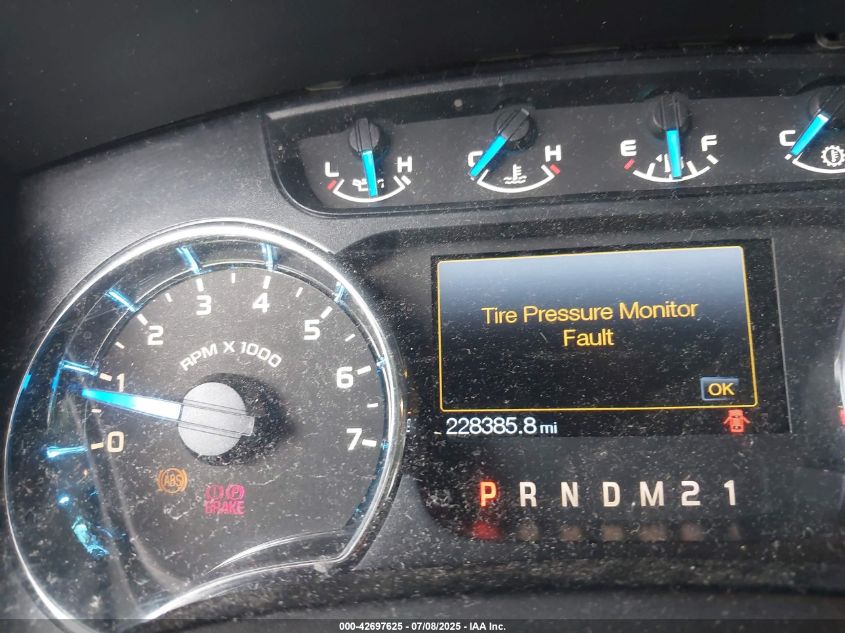 L H
C H
E F
C
0 1 2 3 4 5 6 7
RPM X 1000
ABS
P
BRAKE
Tire Pressure Monitor
Fault
OK
228385.8 mi
P R N D M 2 1
000-42697625 - 07/08/2025 - IAA Inc.